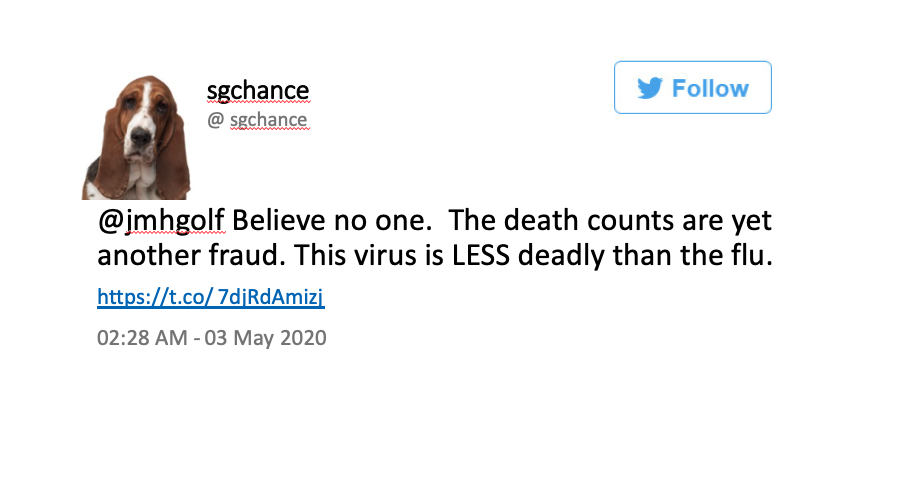 sgchance
@ sgchance
Follow
@jmhgolf Believe no one.  The death counts are yet
another fraud. This virus is LESS deadly than the flu.
https://t.co/ 7djRdAmizj
02:28 AM - 03 May 2020